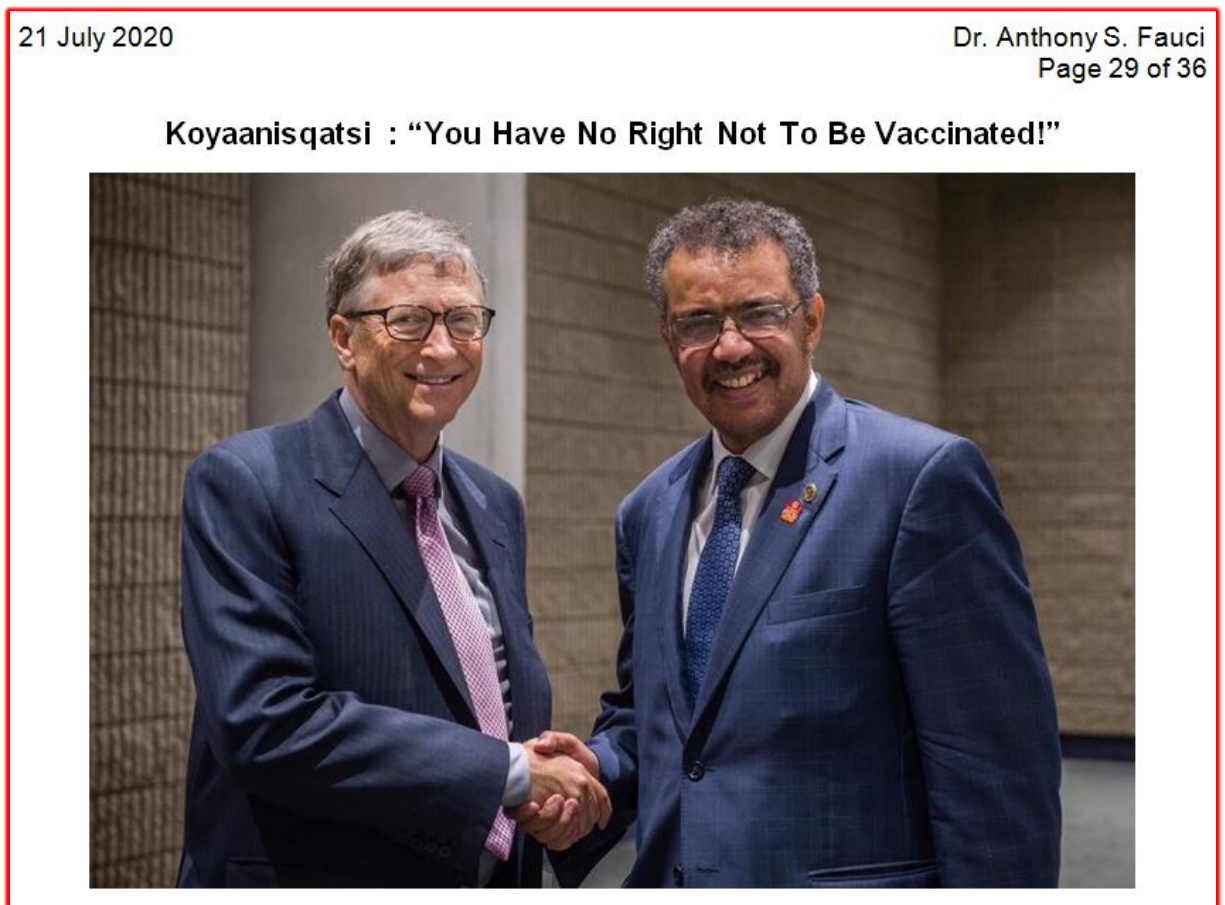 21 July 2020
Dr. Anthony S. Fauci
Page 29 of 36
Koyaanisqatsi : “You Have No Right Not To Be Vaccinated!”